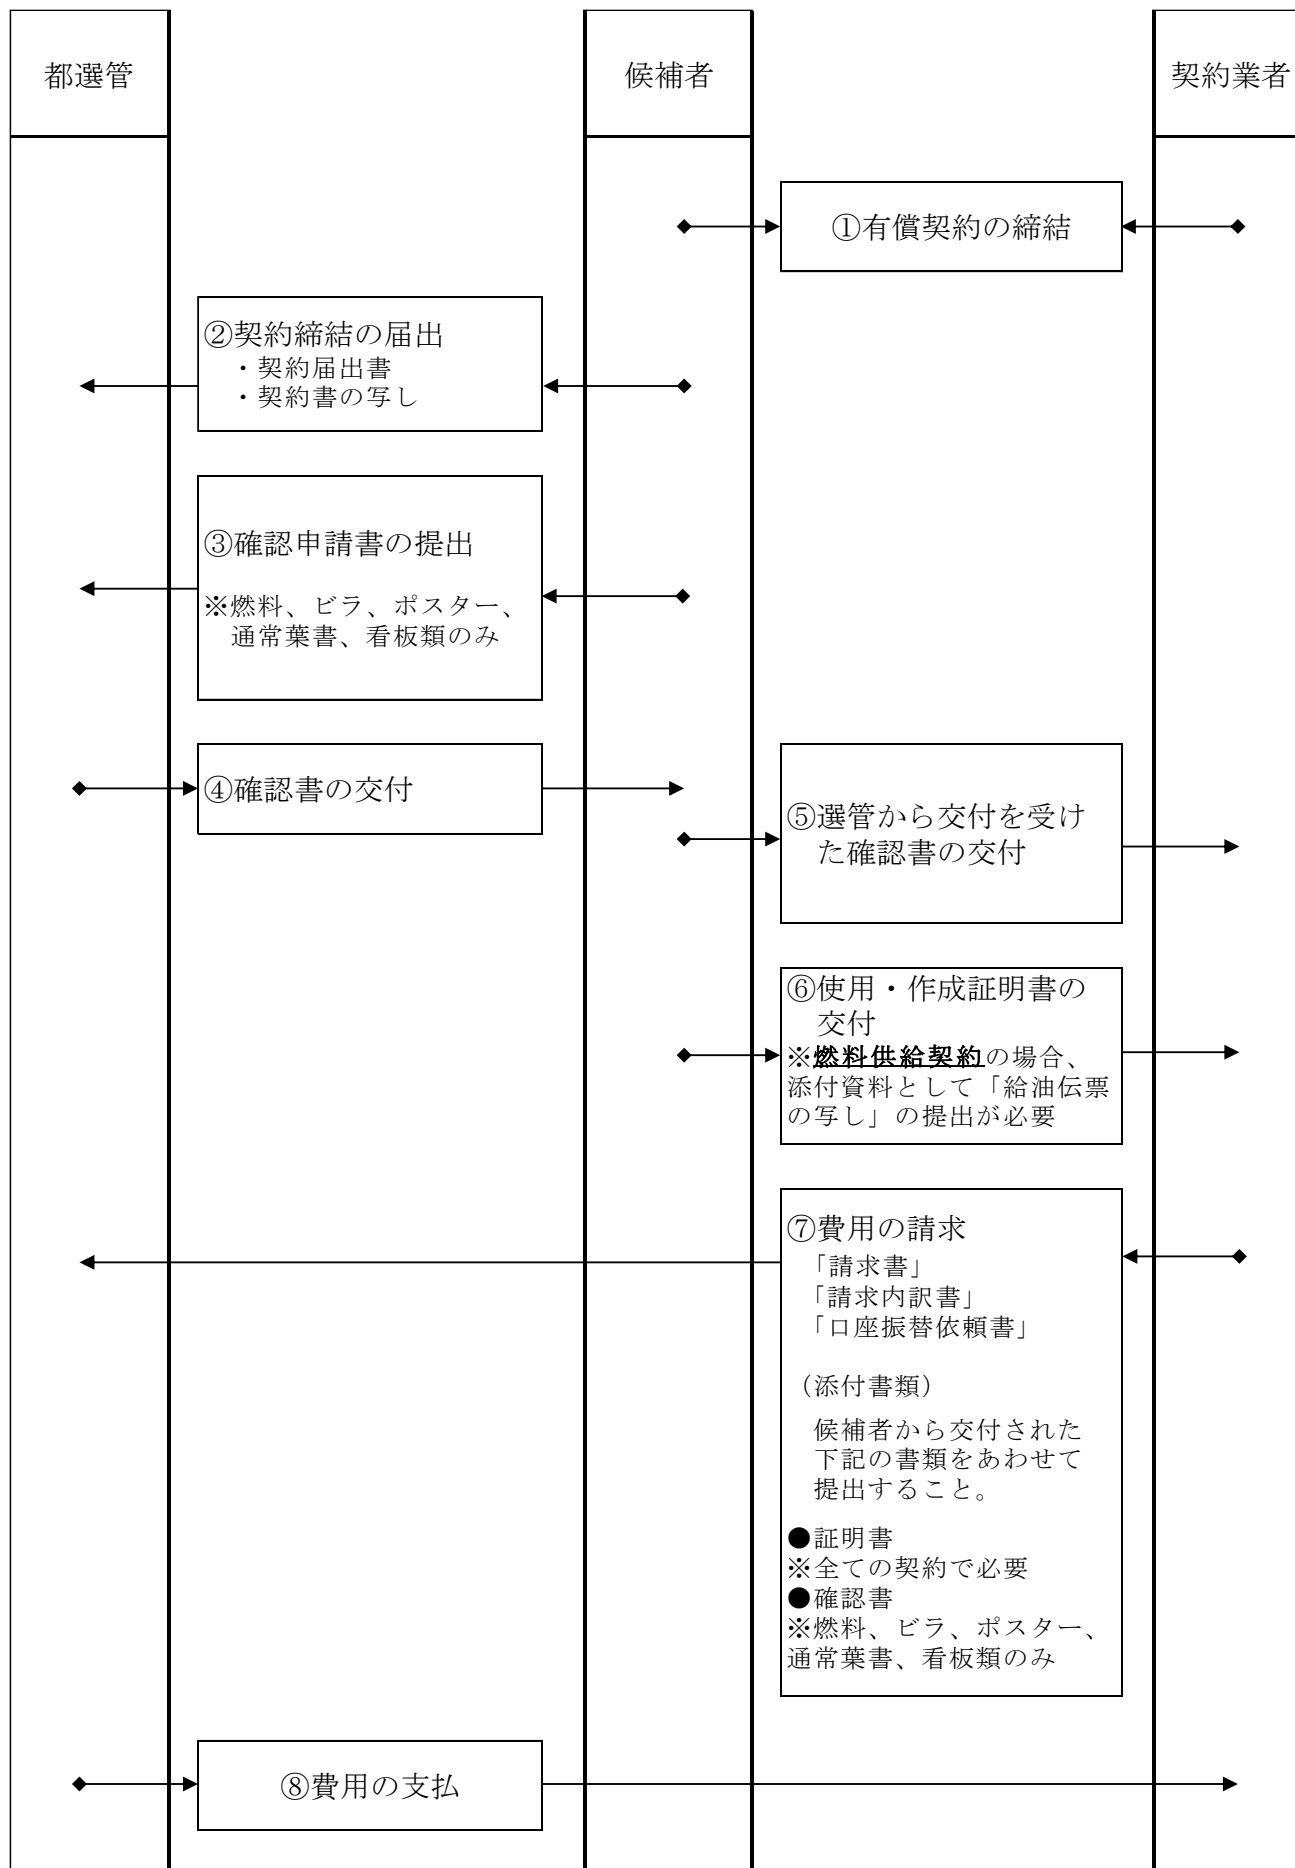 都選管
候補者
契約業者
①有償契約の締結
②契約締結の届出
・契約届出書
・契約書の写し
③確認申請書の提出
※燃料、ビラ、ポスター、
通常葉書、看板類のみ
④確認書の交付
⑤選管から交付を受け
た確認書の交付
⑥使用・作成証明書の
交付
※燃料供給契約の場合、
添付資料として「給油伝票
の写し」の提出が必要
⑦費用の請求
「請求書」
「請求内訳書」
「口座振替依頼書」
（添付書類）
候補者から交付された
下記の書類をあわせて
提出すること。
●証明書
※全ての契約で必要
●確認書
※燃料、ビラ、ポスター、
通常葉書、看板類のみ
⑧費用の支払